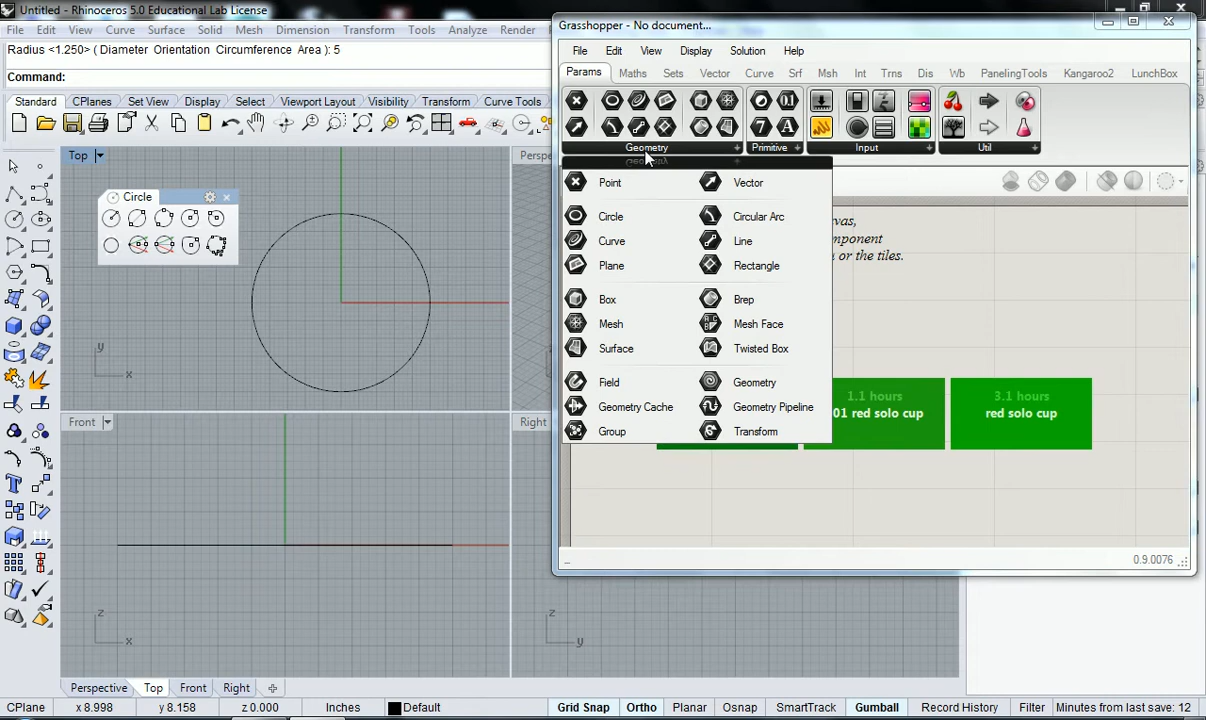 Untitled - Rhinoceros 5.0 Educational Lab License
File Edit View Curve Surface Solid Mesh Dimension Transform Tools Analyze Render
Radius <1.250> ( Diameter Orientation Circumference Area ): 5
Command:
Standard CPlanes Set View Display Select Viewport Layout Visibility Transform Curve Tools
Top
Circle
y
x
Front
z
x
Perspe
Right
z
y
Grasshopper - No document...
File Edit View Display Solution Help
Params Maths Sets Vector Curve Srf Msh Int Trns Dis Wb PanelingTools Kangaroo2 LunchBox
Geometry Primitive Input Util
Point Vector
Circle Circular Arc
Curve Line
Plane Rectangle
Box Brep
Mesh Mesh Face
Surface Twisted Box
Field Geometry
Geometry Cache Geometry Pipeline
Group Transform
vas,
omponent
or the tiles.
1.1 hours
01 red solo cup
3.1 hours
red solo cup
0.9.0076
Perspective Top Front Right
CPlane x 8.998 y 8.158 z 0.000 Inches Default Grid Snap Ortho Planar Osnap SmartTrack Gumball Record History Filter Minutes from last save: 12